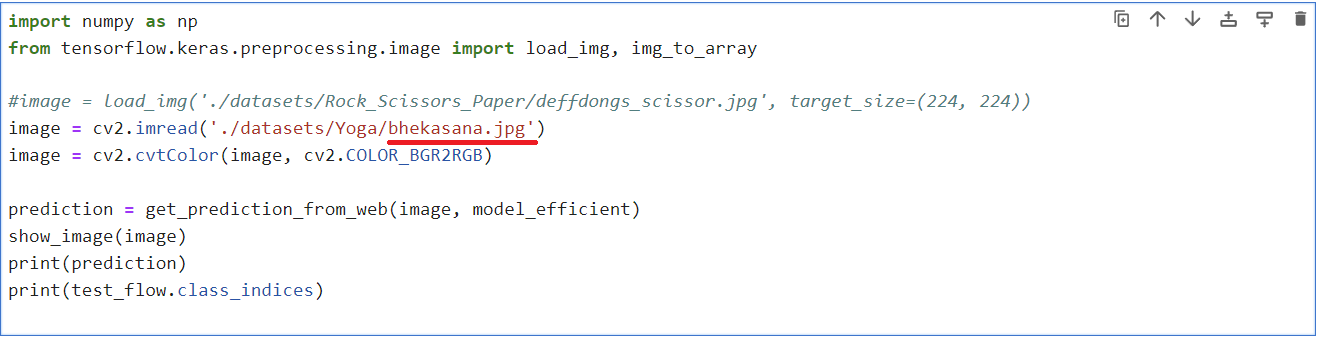 import numpy as np
from tensorflow.keras.preprocessing.image import load_img, img_to_array
#image = load_img('./datasets/Rock_Scissors_Paper/deffdongs_scissor.jpg', target_size=(224, 224))
image = cv2.imread('./datasets/Yoga/bhekasana.jpg')
image = cv2.cvtColor(image, cv2.COLOR_BGR2RGB)
prediction = get_prediction_from_web(image, model_efficient)
show_image(image)
print(prediction)
print(test_flow.class_indices)